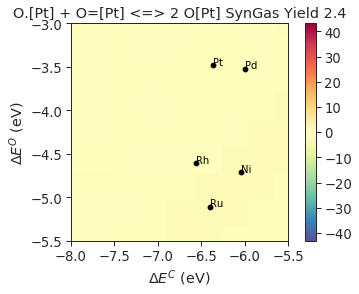 O.[Pt] + O=[Pt] <=> 2 O[Pt] SynGas Yield 2.4
−3.0
−3.5
−4.0
−4.5
−5.0
−5.5
ΔE^O (eV)
Pt
Pd
Rh
Ni
Ru
−8.0 −7.5 −7.0 −6.5 −6.0 −5.5
ΔE^C (eV)
40
30
20
10
0
−10
−20
−30
−40